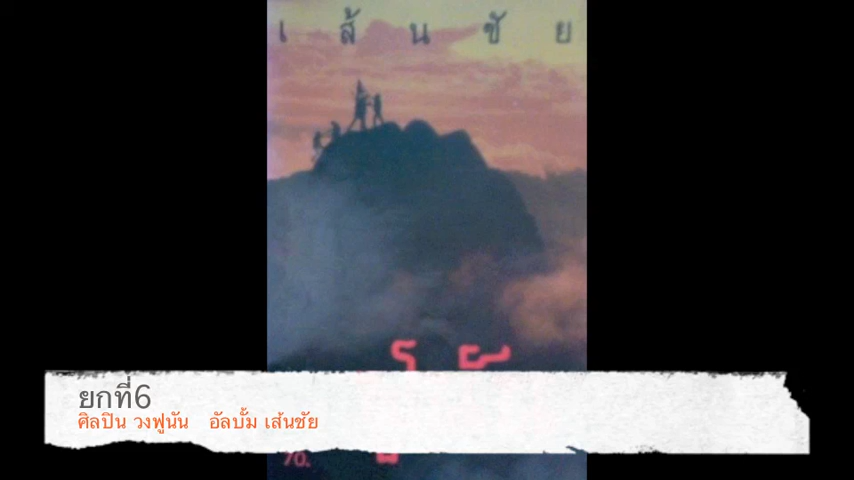 เส้นชัย
ยกที่6
ศิลปิน วงฟูนัน อัลบั้ม เส้นชัย
70.